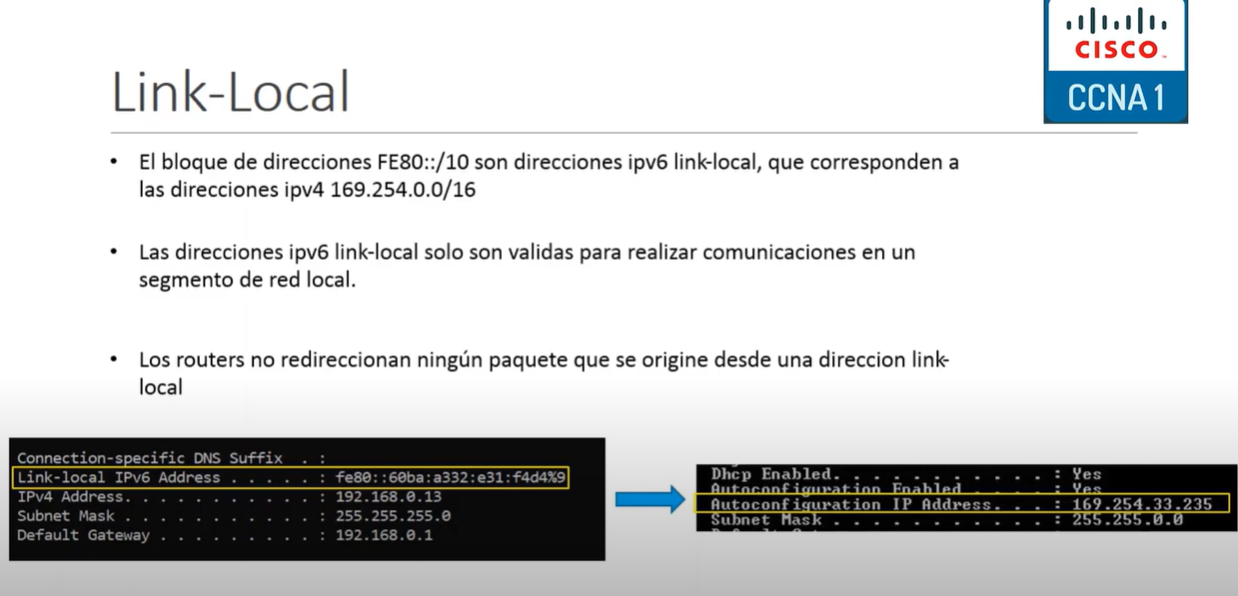 CISCO
CCNA 1
Link-Local
• El bloque de direcciones FE80::/10 son direcciones ipv6 link-local, que corresponden a
las direcciones ipv4 169.254.0.0/16
• Las direcciones ipv6 link-local solo son validas para realizar comunicaciones en un
segmento de red local.
• Los routers no redireccionan ningún paquete que se origine desde una direccion link-
local
Connection-specific DNS Suffix . :
Link-local IPv6 Address . . . . . : fe80::60ba:a332:e31:f4d4%9
IPv4 Address. . . . . . . . . . . : 192.168.0.13
Subnet Mask . . . . . . . . . . . : 255.255.255.0
Default Gateway . . . . . . . . . : 192.168.0.1
Dhcp Enabled. . . . . . . . . . . : Yes
Autoconfiguration Enabled . . . . : Yes
Autoconfiguration IP Address. . . : 169.254.33.235
Subnet Mask . . . . . . . . . . . : 255.255.0.0